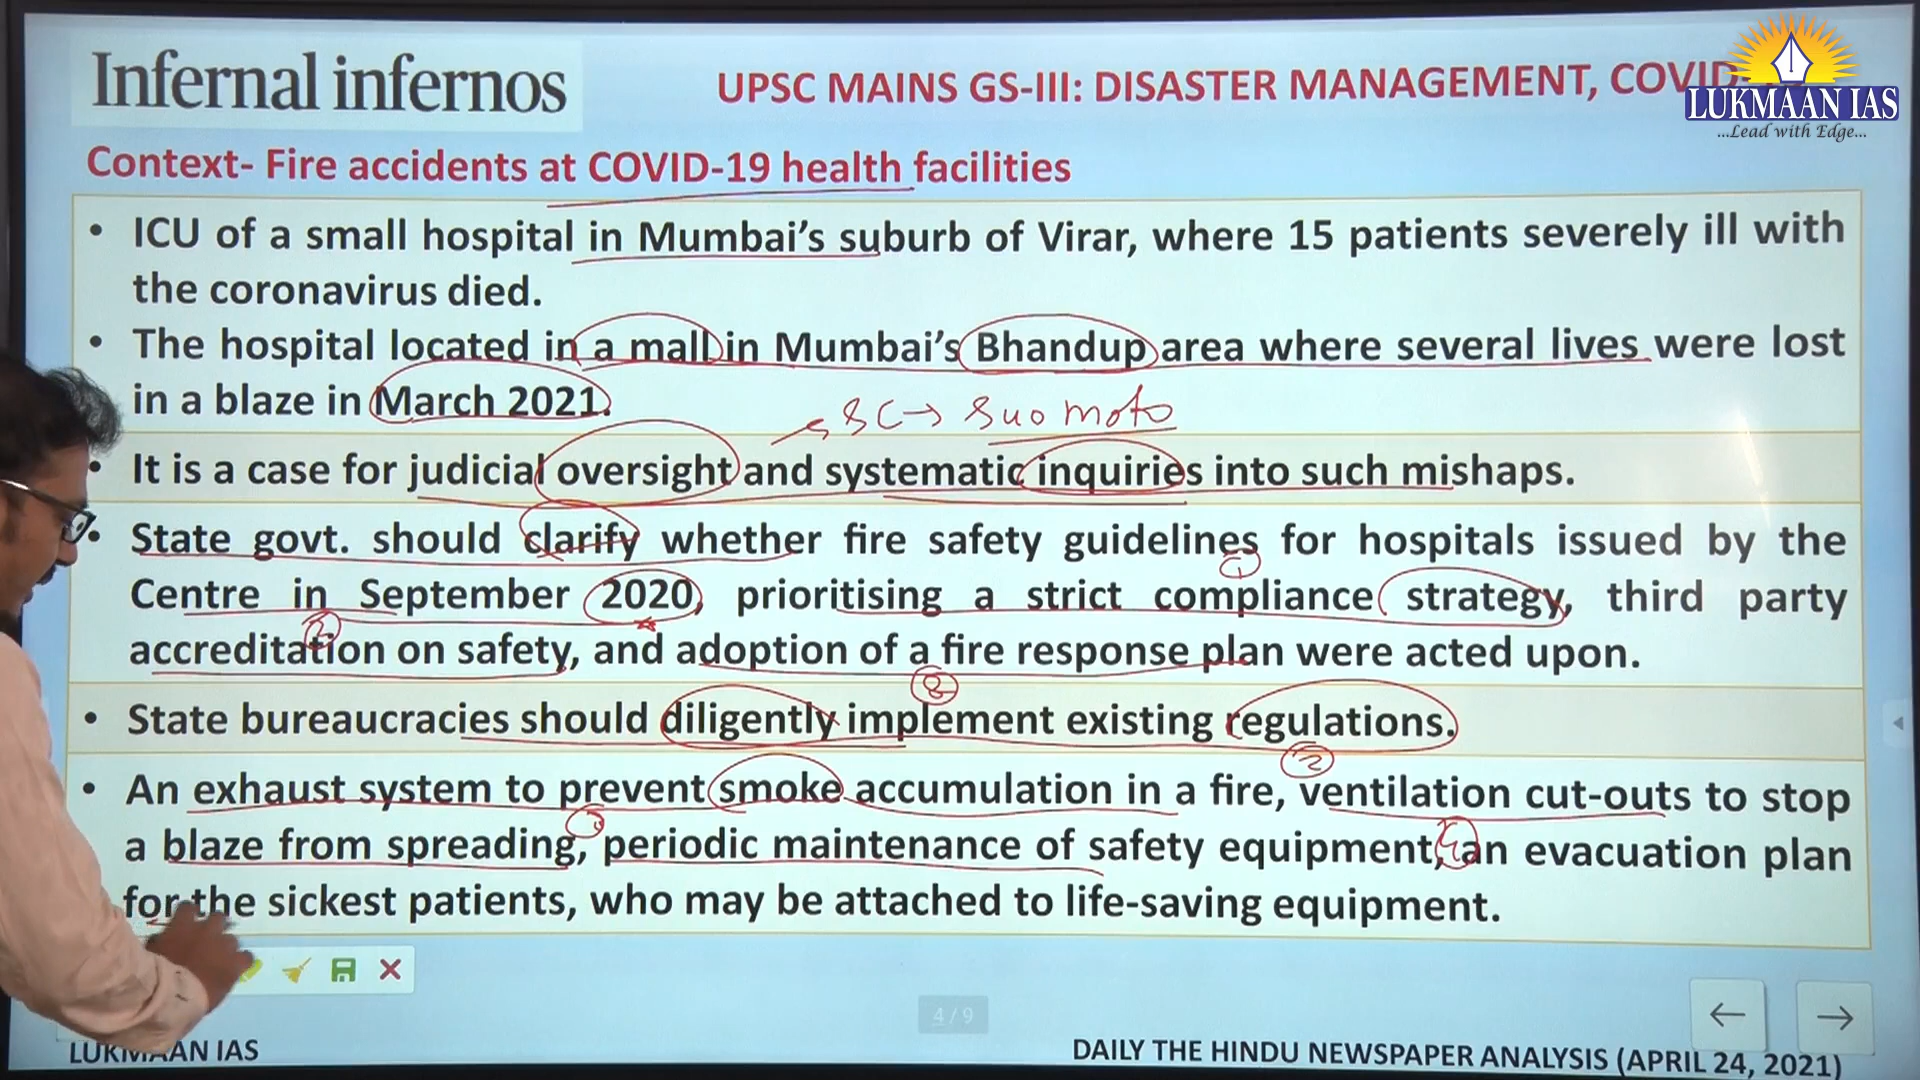 Infernal infernos
UPSC MAINS GS-III: DISASTER MANAGEMENT, COVID
LUKMAAN IAS
...Lead with Edge...
Context- Fire accidents at COVID-19 health facilities
• ICU of a small hospital in Mumbai's suburb of Virar, where 15 patients severely ill with
the coronavirus died.
• The hospital located in a mall in Mumbai's Bhandup area where several lives were lost
in a blaze in March 2021.
SC→ Suo moto
• It is a case for judicial oversight and systematic inquiries into such mishaps.
• State govt. should clarify whether fire safety guidelines for hospitals issued by the
Centre in September 2020, prioritising a strict compliance strategy, third party
accreditation on safety, and adoption of a fire response plan were acted upon.
• State bureaucracies should diligently implement existing regulations.
• An exhaust system to prevent smoke accumulation in a fire, ventilation cut-outs to stop
a blaze from spreading, periodic maintenance of safety equipment, an evacuation plan
for the sickest patients, who may be attached to life-saving equipment.
4/9
LUKMAAN IAS
DAILY THE HINDU NEWSPAPER ANALYSIS (APRIL 24, 2021)